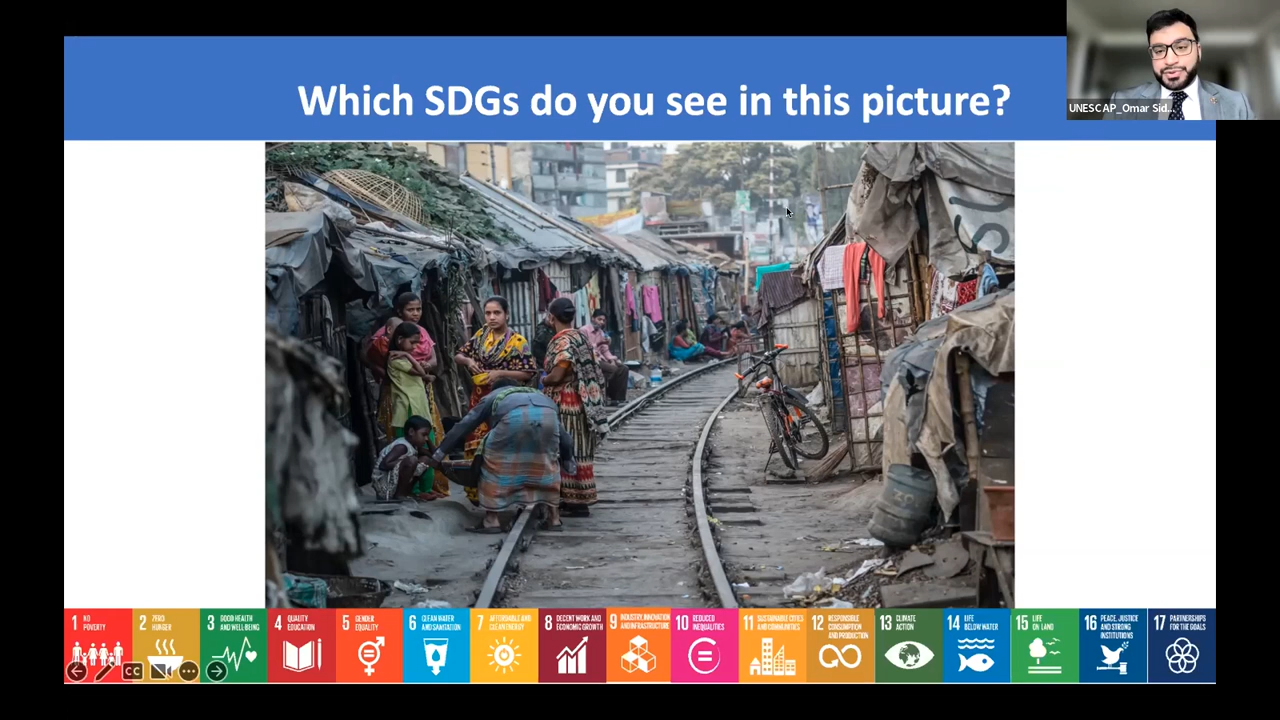 Which SDGs do you see in this picture?
UNESCAP_Omar Sid...
1 NO POVERTY
2 ZERO HUNGER
3 GOOD HEALTH AND WELL-BEING
4 QUALITY EDUCATION
5 GENDER EQUALITY
6 CLEAN WATER AND SANITATION
7 AFFORDABLE AND CLEAN ENERGY
8 DECENT WORK AND ECONOMIC GROWTH
9 INDUSTRY, INNOVATION AND INFRASTRUCTURE
10 REDUCED INEQUALITIES
11 SUSTAINABLE CITIES AND COMMUNITIES
12 RESPONSIBLE CONSUMPTION AND PRODUCTION
13 CLIMATE ACTION
14 LIFE BELOW WATER
15 LIFE ON LAND
16 PEACE, JUSTICE AND STRONG INSTITUTIONS
17 PARTNERSHIPS FOR THE GOALS
CC